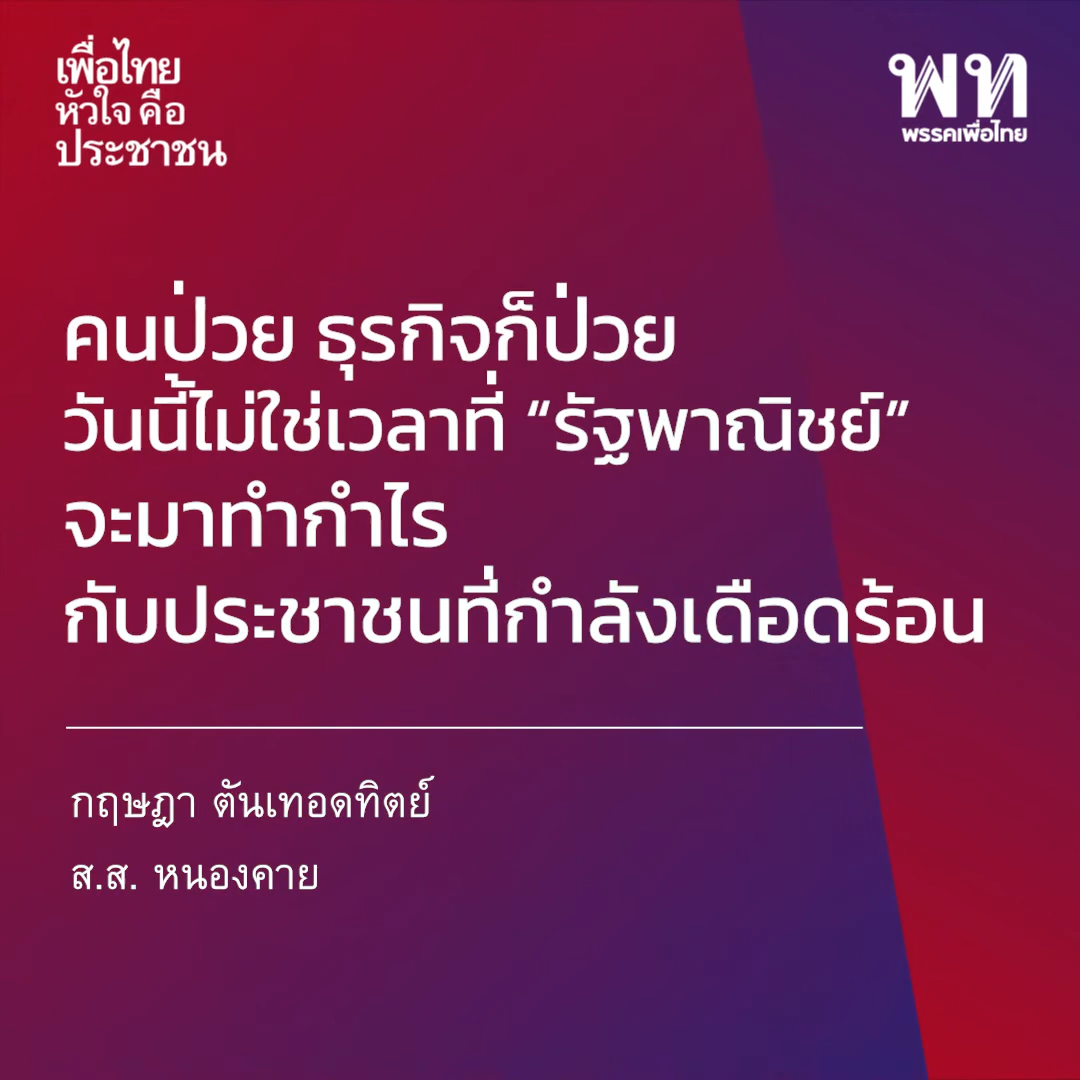 เพื่อไทย
หัวใจ คือ
ประชาชน
พท
พรรคเพื่อไทย
คนป่วย ธุรกิจก็ป่วย
วันนี้ไม่ใช่เวลาที่ “รัฐพาณิชย์”
จะมาทำกำไร
กับประชาชนที่กำลังเดือดร้อน
กฤษฎา ตันเทอดทิตย์
ส.ส. หนองคาย